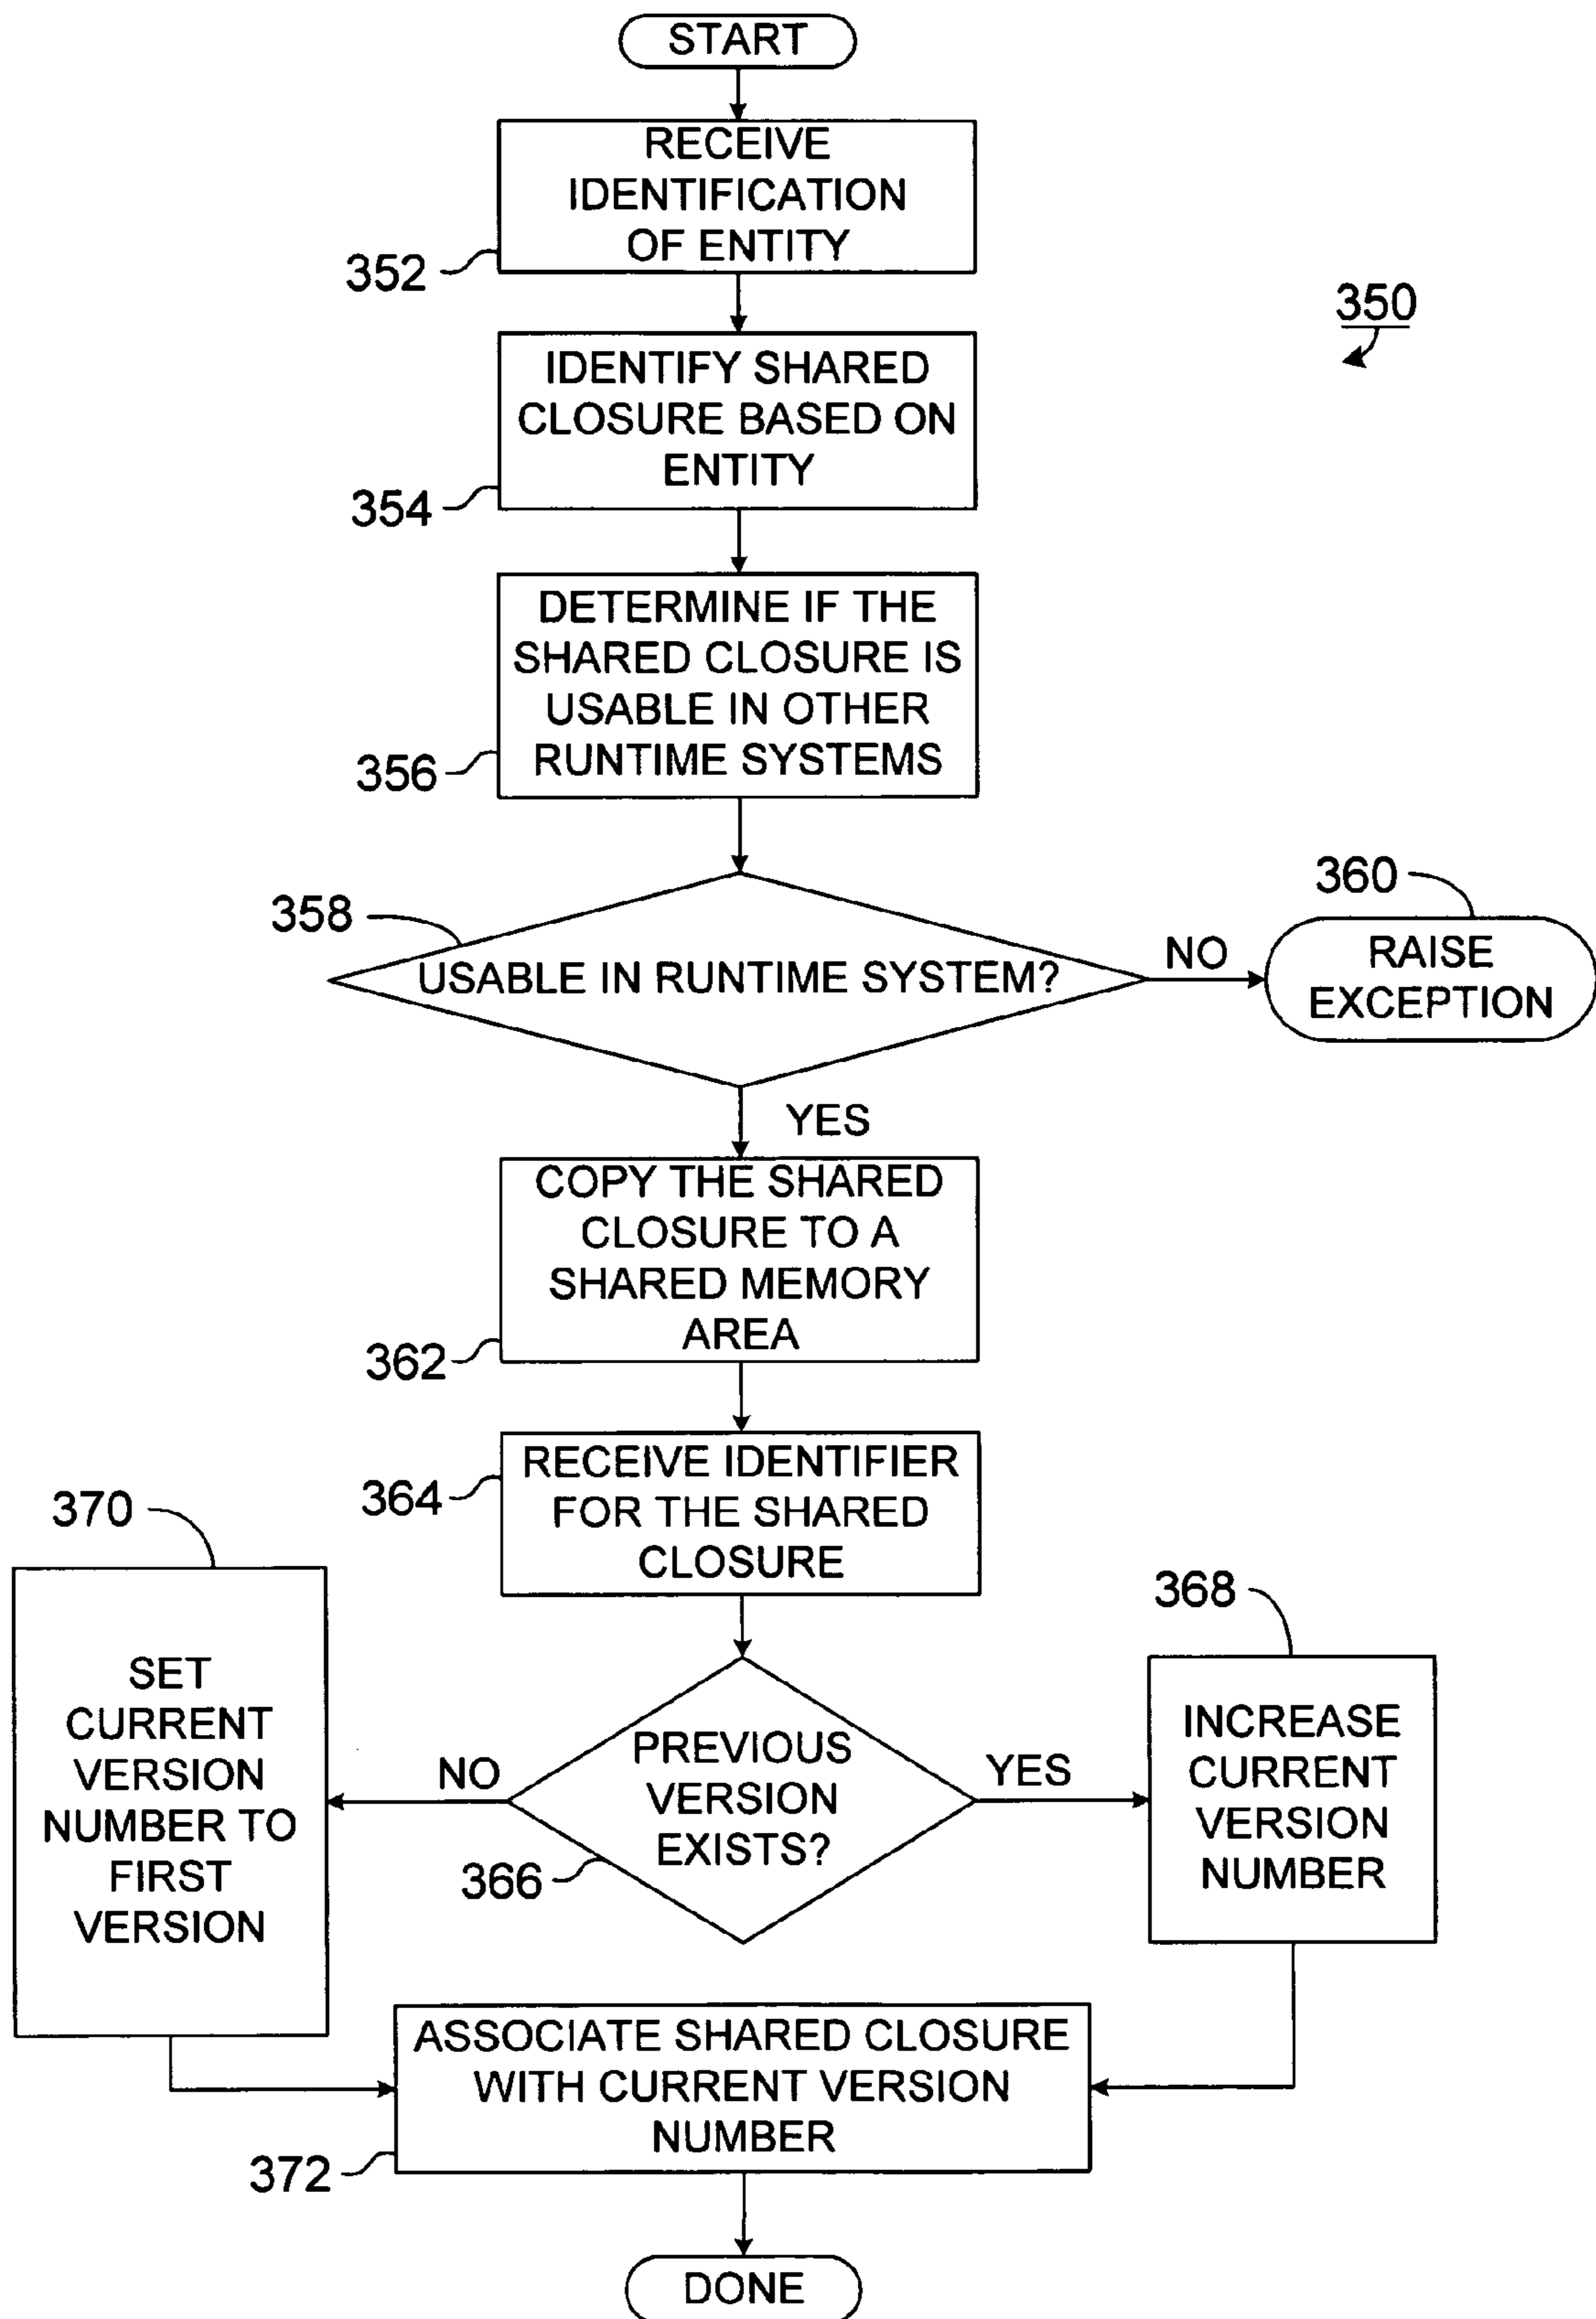 START
RECEIVE
IDENTIFICATION
OF ENTITY
352
350
IDENTIFY SHARED
CLOSURE BASED ON
ENTITY
354
DETERMINE IF THE
SHARED CLOSURE IS
USABLE IN OTHER
RUNTIME SYSTEMS
356
358
USABLE IN RUNTIME SYSTEM?
NO
360
RAISE
EXCEPTION
YES
COPY THE SHARED
CLOSURE TO A
SHARED MEMORY
AREA
362
RECEIVE IDENTIFIER
FOR THE SHARED
CLOSURE
364
370
SET
CURRENT
VERSION
NUMBER TO
FIRST
VERSION
NO
PREVIOUS
VERSION
EXISTS?
366
YES
368
INCREASE
CURRENT
VERSION
NUMBER
ASSOCIATE SHARED CLOSURE
WITH CURRENT VERSION
NUMBER
372
DONE